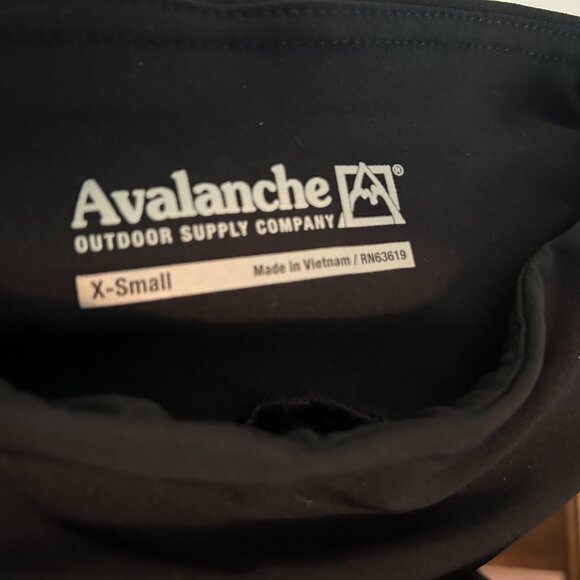 Avalanche®
OUTDOOR SUPPLY COMPANY
X-Small Made in Vietnam / RN63619